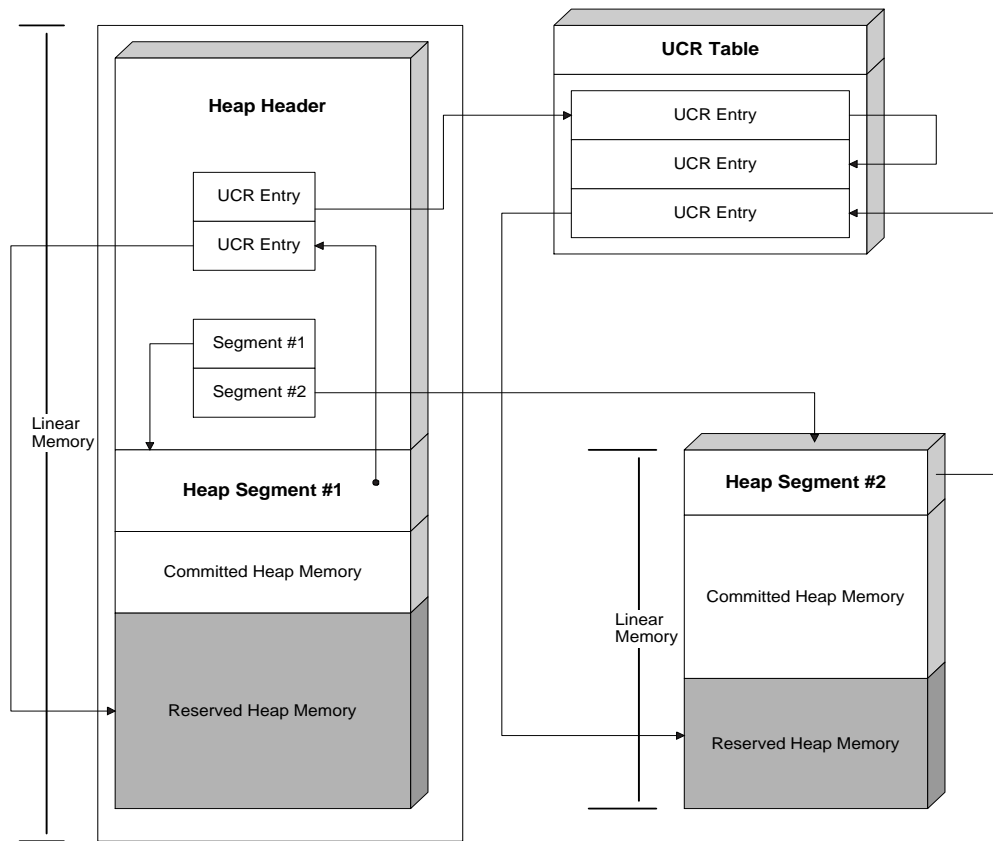 UCR Table
Heap Header
UCR Entry
UCR Entry
UCR Entry
UCR Entry
UCR Entry
Segment #1
Segment #2
Linear
Memory
Heap Segment #1
Heap Segment #2
Committed Heap Memory
Committed Heap Memory
Linear
Memory
Reserved Heap Memory
Reserved Heap Memory